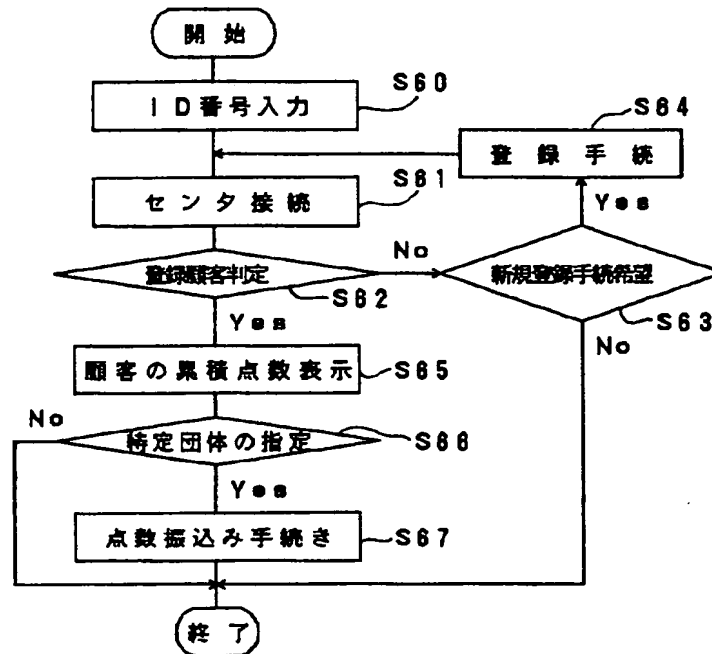 開始
ID番号入力
S60
登録手続
S64
センタ接続
S61
Yes
登録顧客判定
No
新規登録手続希望
S62
S63
Yes
No
顧客の累積点数表示
S65
No
特定団体の指定
S66
Yes
点数振込み手続き
S67
終了